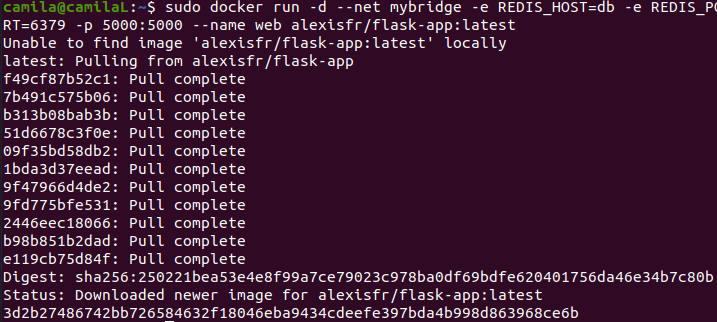 camila@camilaL:~$ sudo docker run -d --net mybridge -e REDIS_HOST=db -e REDIS_PO
RT=6379 -p 5000:5000 --name web alexisfr/flask-app:latest
Unable to find image 'alexisfr/flask-app:latest' locally
latest: Pulling from alexisfr/flask-app
f49cf87b52c1: Pull complete
7b491c575b06: Pull complete
b313b08bab3b: Pull complete
51d6678c3f0e: Pull complete
09f35bd58db2: Pull complete
1bda3d37eead: Pull complete
9f47966d4de2: Pull complete
9fd775bfe531: Pull complete
2446eec18066: Pull complete
b98b851b2dad: Pull complete
e119cb75d84f: Pull complete
Digest: sha256:250221bea53e4e8f99a7ce79023c978ba0df69bdfe620401756da46e34b7c80b
Status: Downloaded newer image for alexisfr/flask-app:latest
3d2b27486742bb726584632f18046eba9434cdeefe397bda4b998d863968ce6b